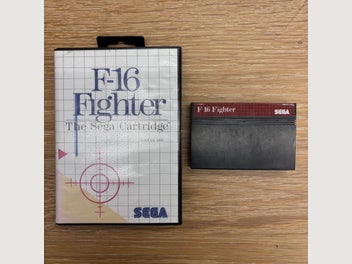 F-16
Fighter
The Sega Cartridge
SEGA
F-16 Fighter
SEGA